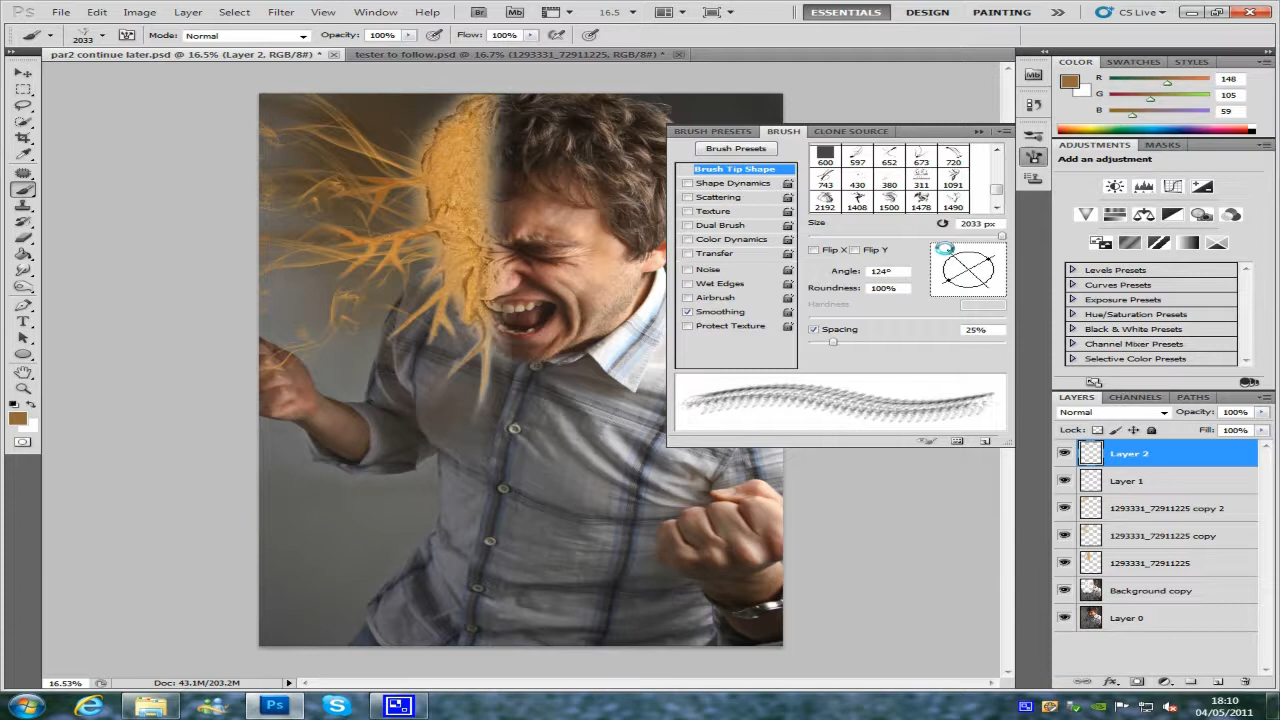 Ps File Edit Image Layer Select Filter View Window Help Br Mb 16.5 ESSENTIALS DESIGN PAINTING CS Live
2033 Mode: Normal Opacity: 100% Flow: 100%
par2 continue later.psd @ 16.5% (Layer 2, RGB/8#) * tester to follow.psd @ 16.7% (1293331_72911225, RGB/8#) *
COLOR SWATCHES STYLES
R 148
G 105
B 59
Mb
BRUSH PRESETS BRUSH CLONE SOURCE
Brush Presets
Brush Tip Shape
Shape Dynamics
Scattering
Texture
Dual Brush
Color Dynamics
Transfer
Noise
Wet Edges
Airbrush
Smoothing
Protect Texture
600 597 652 673 720
743 430 380 311 1091
2192 1408 1500 1478 1490
Size 2033 px
Flip X Flip Y
Angle: 124º
Roundness: 100%
Hardness
Spacing 25%
ADJUSTMENTS MASKS
Add an adjustment
Levels Presets
Curves Presets
Exposure Presets
Hue/Saturation Presets
Black & White Presets
Channel Mixer Presets
Selective Color Presets
LAYERS CHANNELS PATHS
Normal Opacity: 100%
Lock: Fill: 100%
Layer 2
Layer 1
1293331_72911225 copy 2
1293331_72911225 copy
1293331_72911225
Background copy
Layer 0
16.53% Doc: 43.1M/203.2M
Ps
18:10
04/05/2011